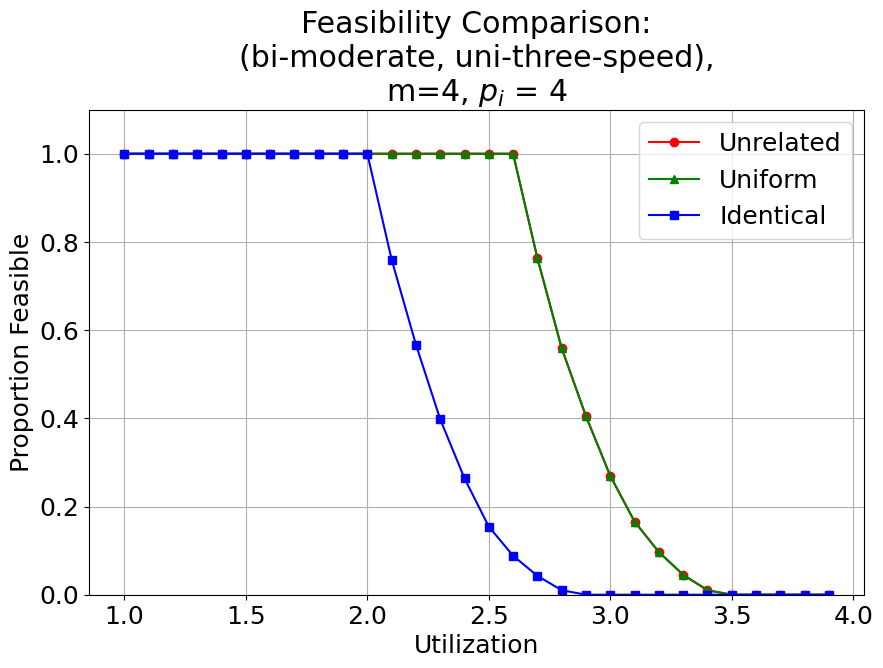 Feasibility Comparison:
(bi-moderate, uni-three-speed),
m=4, $p_i$ = 4
Unrelated
Uniform
Identical
Proportion Feasible
1.0
0.8
0.6
0.4
0.2
0.0
1.0 1.5 2.0 2.5 3.0 3.5 4.0
Utilization